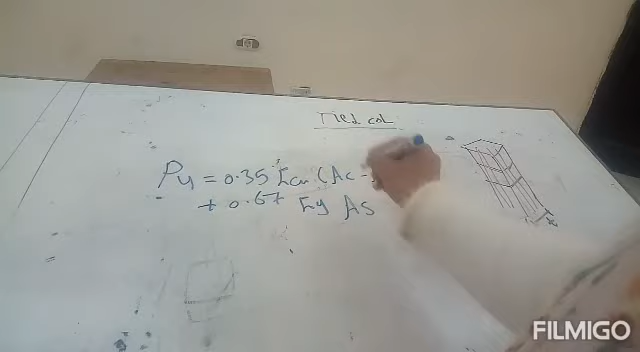 Tied col
Pu = 0.35 Fcu (Ac -
+ 0.67 Fy As
FILMIGO